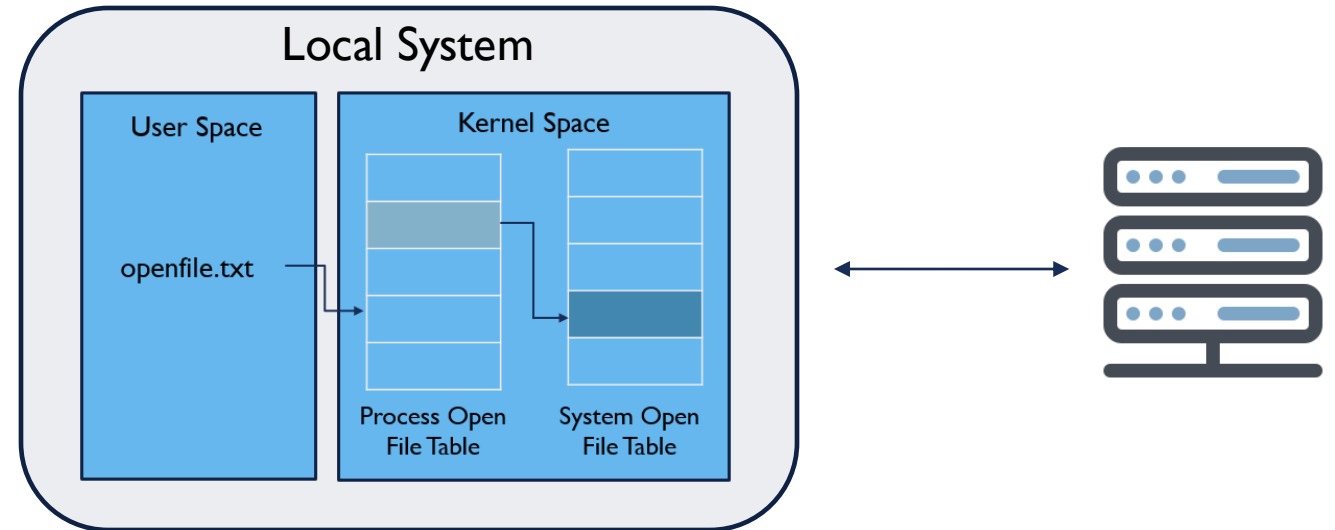 Local System
User Space
Kernel Space
openfile.txt
Process Open
File Table
System Open
File Table